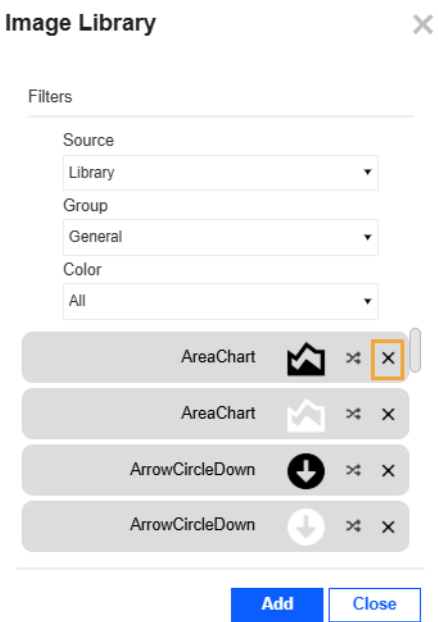 Image Library
Filters
Source
Library
Group
General
Color
All
AreaChart
AreaChart
ArrowCircleDown
ArrowCircleDown
Add Close